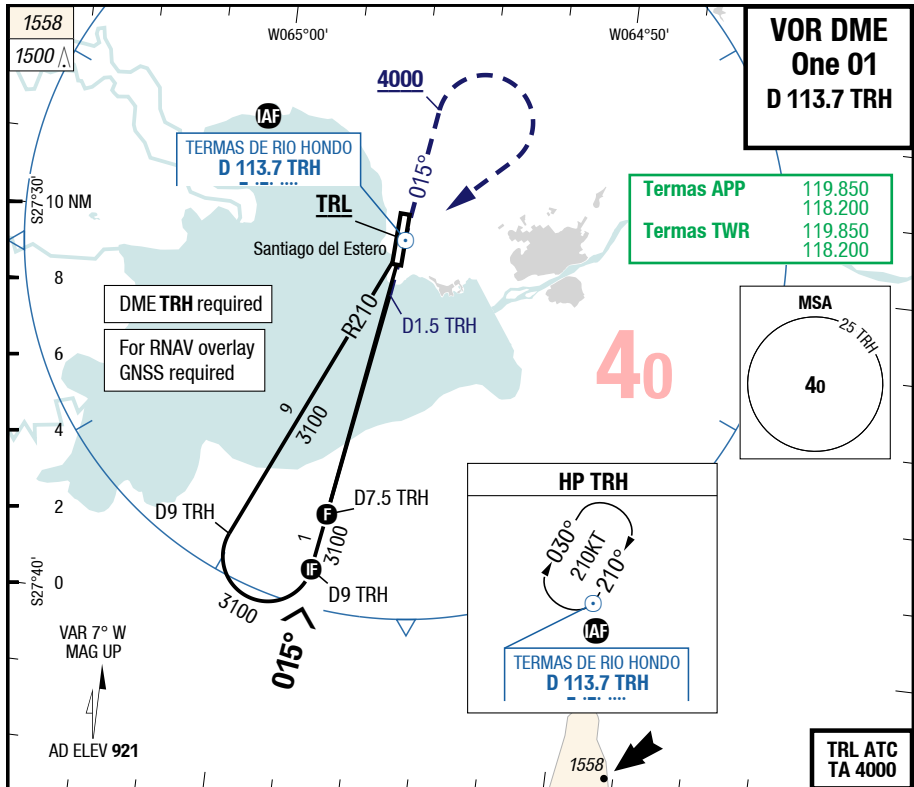 1558
1500
W065°00'
W064°50'
VOR DME
One 01
D 113.7 TRH
4000
IAF
TERMAS DE RIO HONDO
D 113.7 TRH
015°
S27°30'
10 NM
TRL
Santiago del Estero
Termas APP 119.850
118.200
Termas TWR 119.850
118.200
8
DME TRH required
R210
D1.5 TRH
MSA
25 TRH
40
For RNAV overlay
GNSS required
6
40
9
3100
4
HP TRH
2
D9 TRH
F
D7.5 TRH
1
3100
030°
210KT
210°
S27°40'
0
IF
D9 TRH
3100
015°
IAF
TERMAS DE RIO HONDO
D 113.7 TRH
VAR 7° W
MAG UP
AD ELEV 921
1558
TRL ATC
TA 4000